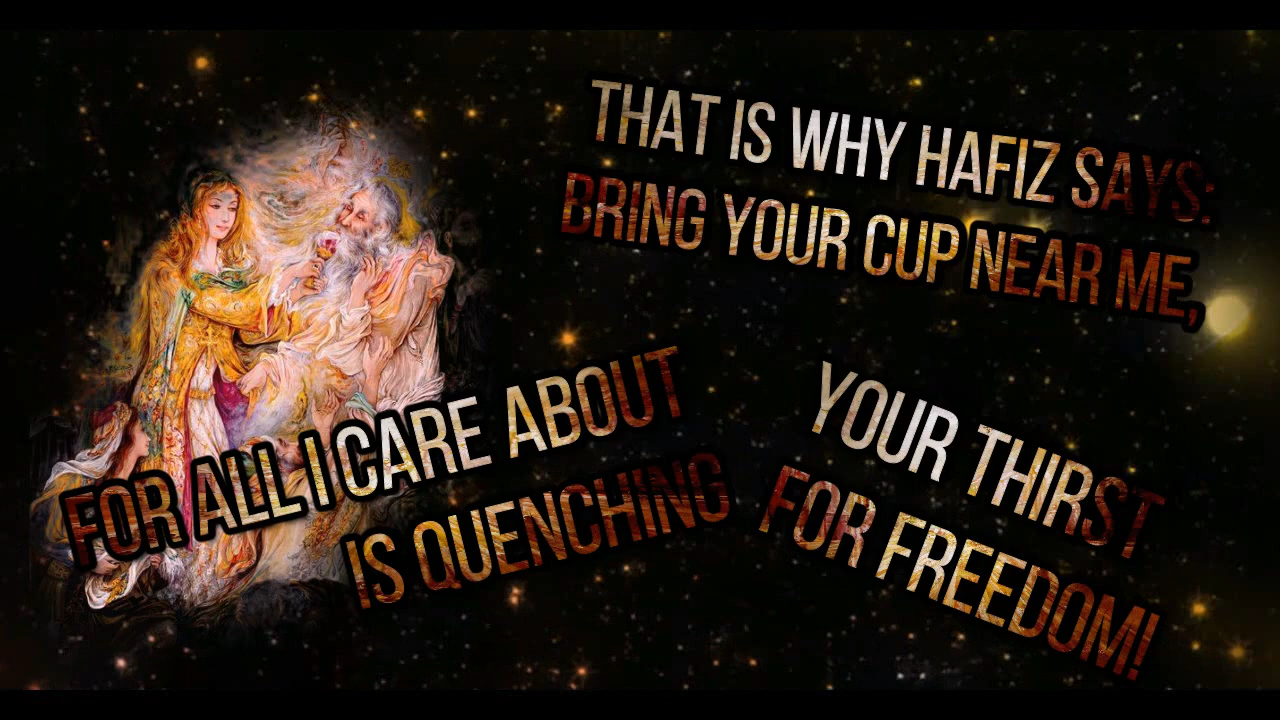 THAT IS WHY HAFIZ SAYS:
BRING YOUR CUP NEAR ME,
FOR ALL I CARE ABOUT
IS QUENCHING
YOUR THIRST
FOR FREEDOM!